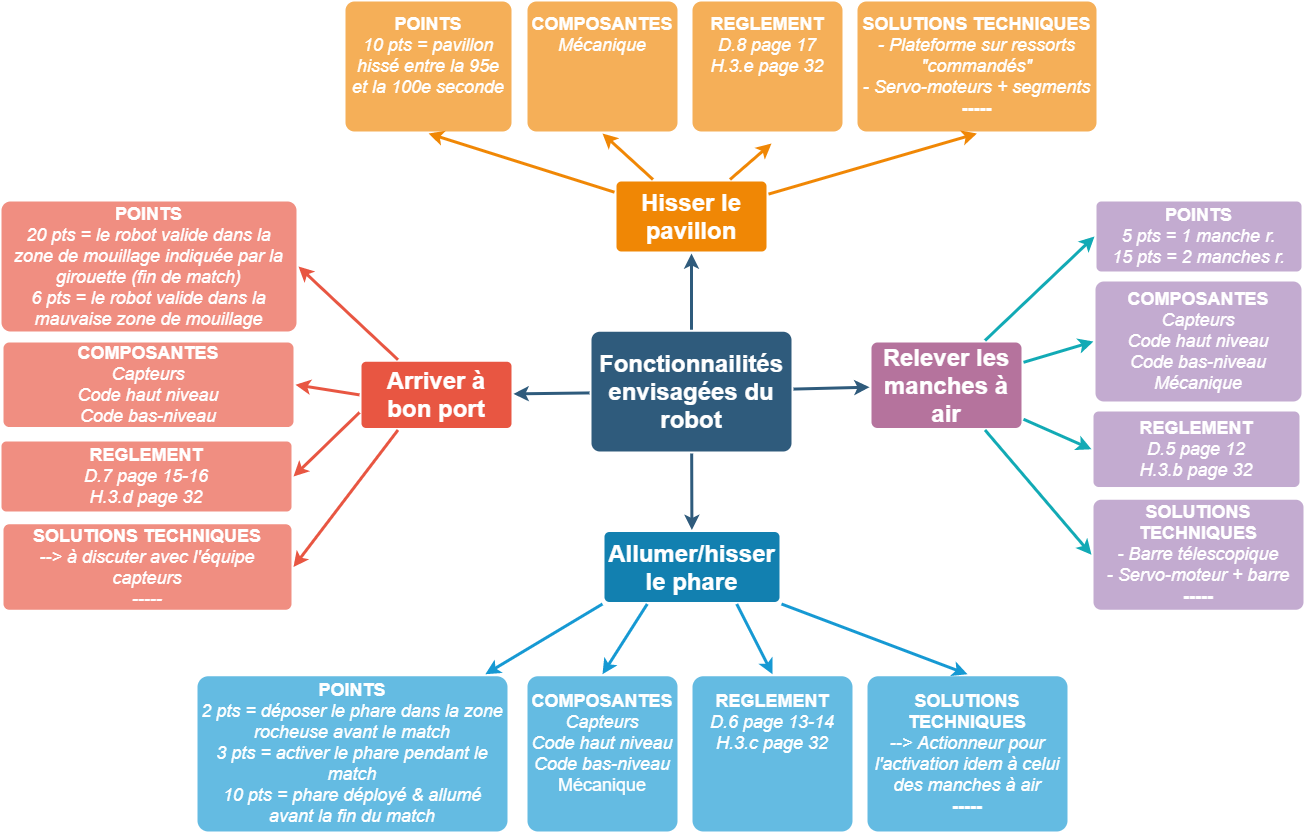 POINTS
10 pts = pavillon
hissé entre la 95e
et la 100e seconde
COMPOSANTES
Mécanique
REGLEMENT
D.8 page 17
H.3.e page 32
SOLUTIONS TECHNIQUES
- Plateforme sur ressorts
"commandés"
- Servo-moteurs + segments
-----
Hisser le
pavillon
POINTS
20 pts = le robot valide dans la
zone de mouillage indiquée par la
girouette (fin de match)
6 pts = le robot valide dans la
mauvaise zone de mouillage
COMPOSANTES
Capteurs
Code haut niveau
Code bas-niveau
REGLEMENT
D.7 page 15-16
H.3.d page 32
SOLUTIONS TECHNIQUES
--> à discuter avec l'équipe
capteurs
-----
Arriver à
bon port
Fonctionnailités
envisagées du
robot
Relever les
manches à
air
POINTS
5 pts = 1 manche r.
15 pts = 2 manches r.
COMPOSANTES
Capteurs
Code haut niveau
Code bas-niveau
Mécanique
REGLEMENT
D.5 page 12
H.3.b page 32
SOLUTIONS
TECHNIQUES
- Barre télescopique
- Servo-moteur + barre
-----
Allumer/hisser
le phare
POINTS
2 pts = déposer le phare dans la zone
rocheuse avant le match
3 pts = activer le phare pendant le
match
10 pts = phare déployé & allumé
avant la fin du match
COMPOSANTES
Capteurs
Code haut niveau
Code bas-niveau
Mécanique
REGLEMENT
D.6 page 13-14
H.3.c page 32
SOLUTIONS
TECHNIQUES
--> Actionneur pour
l'activation idem à celui
des manches à air
-----